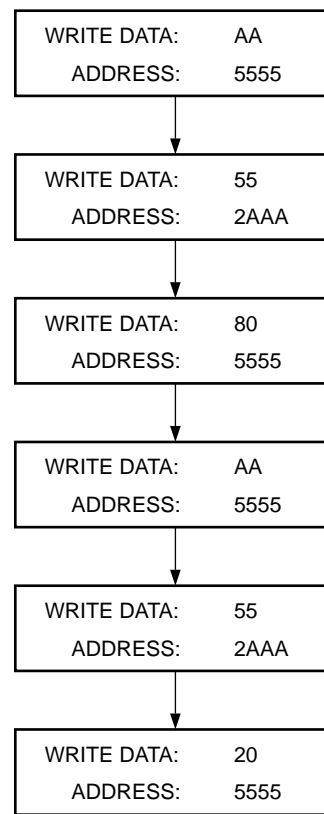 WRITE DATA: AA
ADDRESS: 5555
WRITE DATA: 55
ADDRESS: 2AAA
WRITE DATA: 80
ADDRESS: 5555
WRITE DATA: AA
ADDRESS: 5555
WRITE DATA: 55
ADDRESS: 2AAA
WRITE DATA: 20
ADDRESS: 5555